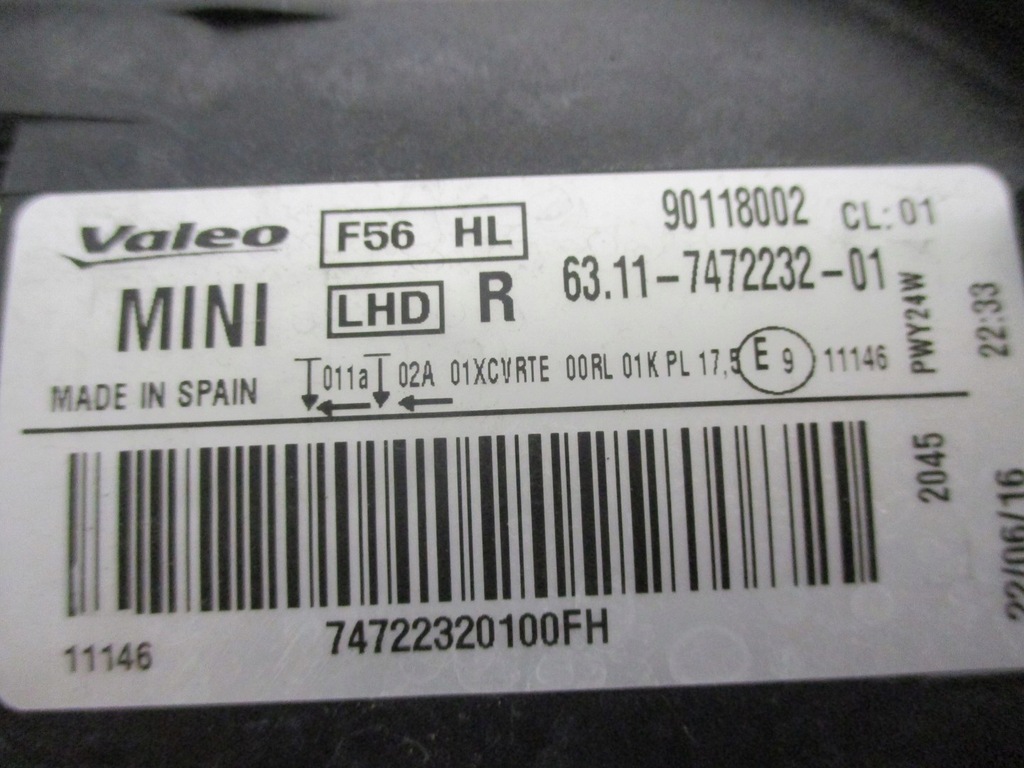 Valeo F56 HL 90118002 CL: 01
MINI LHD R 63.11-7472232-01
MADE IN SPAIN 011a 02A 01XCVRTE 00RL 01K PL 17,5 E 9 11146
PWY24W
22:33
2045
22/06/16
74722320100FH
11146